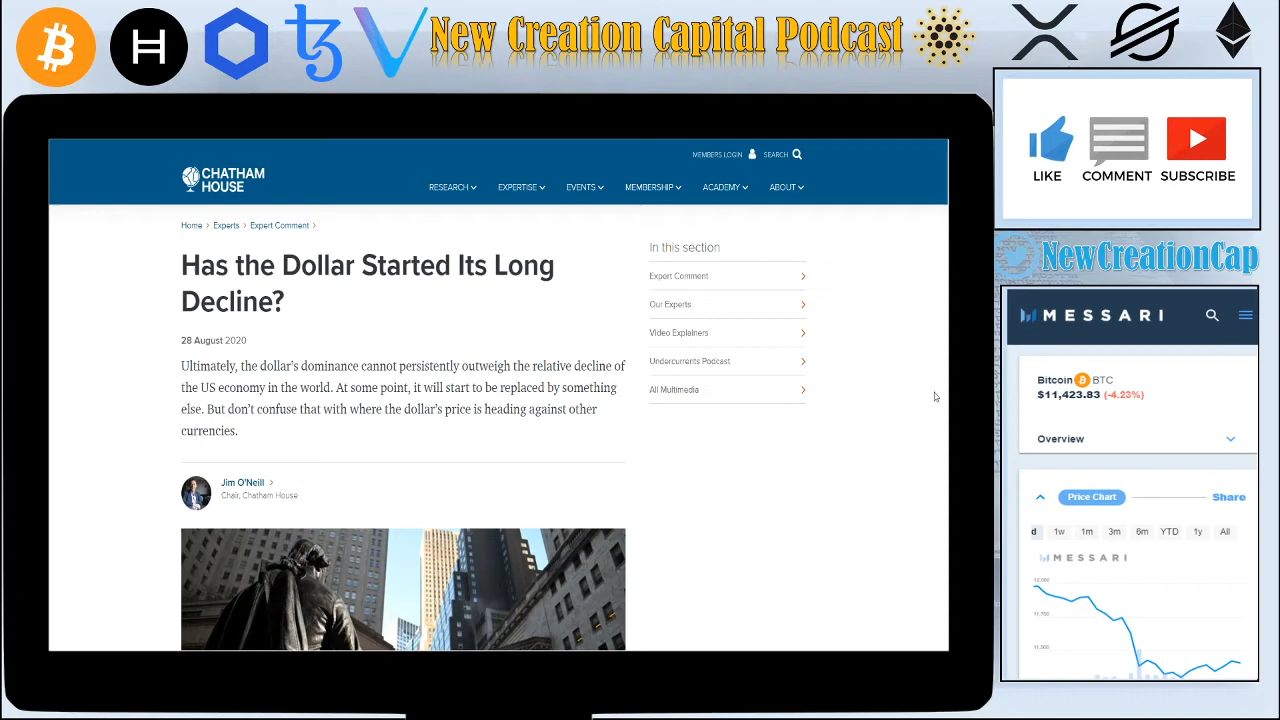 New Creation Capital Podcast
LIKE
COMMENT
SUBSCRIBE
NewCreationCap
CHATHAM
HOUSE
MEMBERS LOGIN
SEARCH
RESEARCH
EXPERTISE
EVENTS
MEMBERSHIP
ACADEMY
ABOUT
Home > Experts > Expert Comment >
Has the Dollar Started Its Long
Decline?
28 August 2020
Ultimately, the dollar's dominance cannot persistently outweigh the relative decline of
the US economy in the world. At some point, it will start to be replaced by something
else. But don't confuse that with where the dollar's price is heading against other
currencies.
Jim O'Neill >
Chair, Chatham House
In this section
Expert Comment
Our Experts
Video Explainers
Undercurrents Podcast
All Multimedia
MESSARI
Bitcoin BTC
$11,423.83 (-4.23%)
Overview
Price Chart
Share
d 1w 1m 3m 6m YTD 1y All
MESSARI
12,000
11,750
11,500